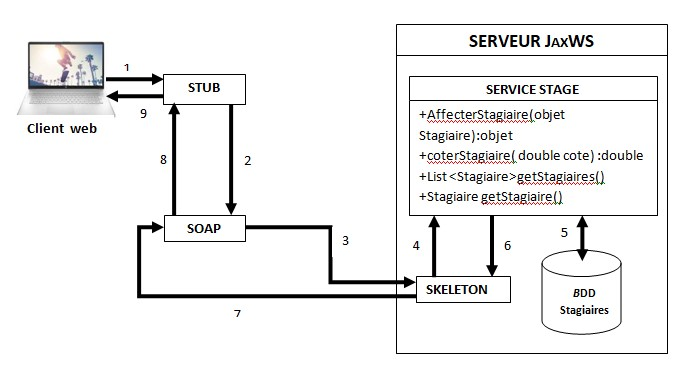 SERVEUR JAXWS
SERVICE STAGE
+AffecterStagiaire(objet
Stagiaire):objet
+coterStagiaire( double cote) :double
+List <Stagiaire>getStagiaires()
+Stagiaire getStagiaire()
1
STUB
9
Client web
8
2
SOAP
3
4
6
5
SKELETON
BDD
Stagiaires
7